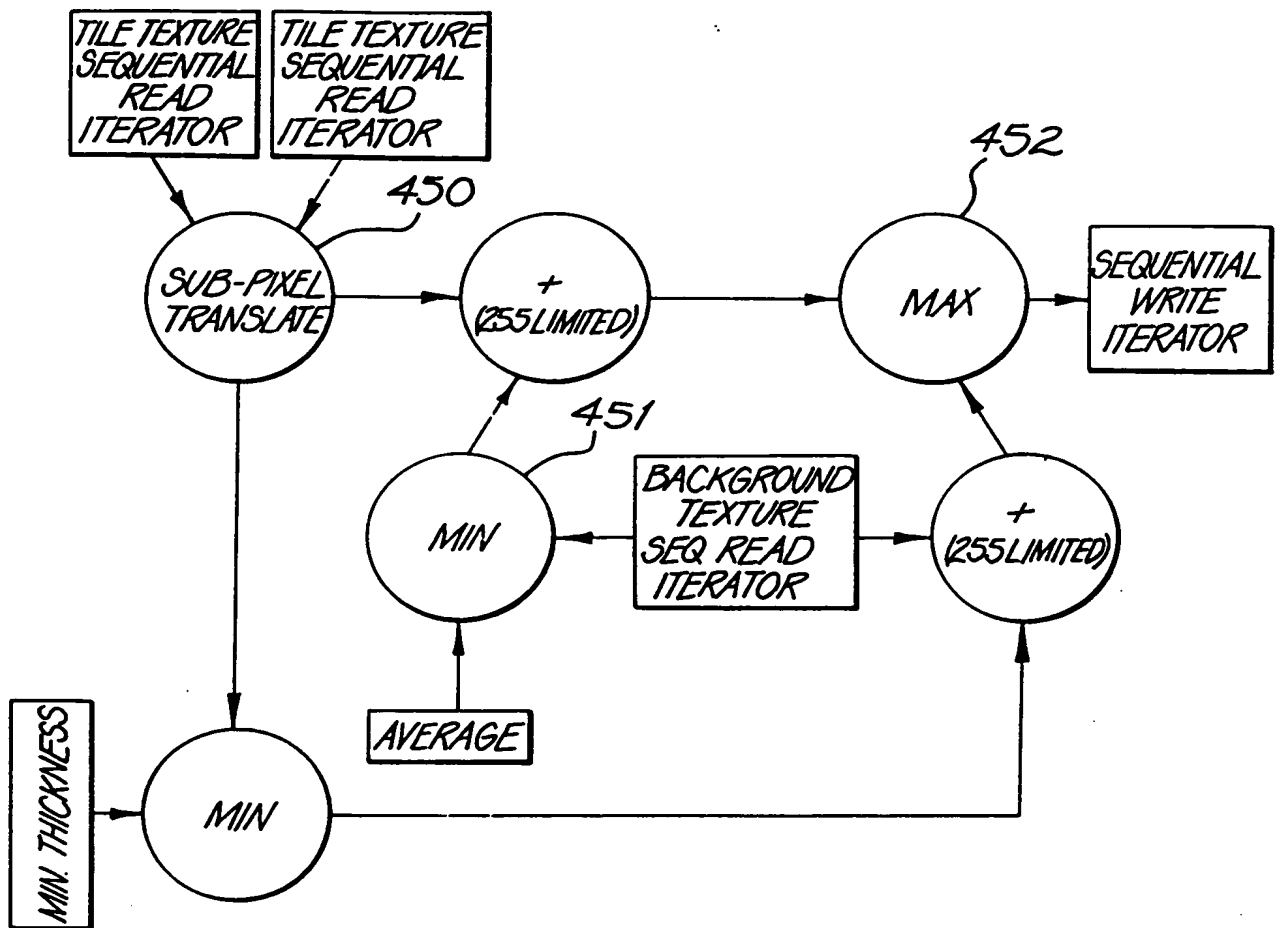 TILE TEXTURE
SEQUENTIAL
READ
ITERATOR
TILE TEXTURE
SEQUENTIAL
READ
ITERATOR
450
SUB-PIXEL
TRANSLATE
+
(255 LIMITED)
452
MAX
SEQUENTIAL
WRITE
ITERATOR
451
MIN
BACKGROUND
TEXTURE
SEQ READ
ITERATOR
+
(255 LIMITED)
AVERAGE
MIN. THICKNESS
MIN